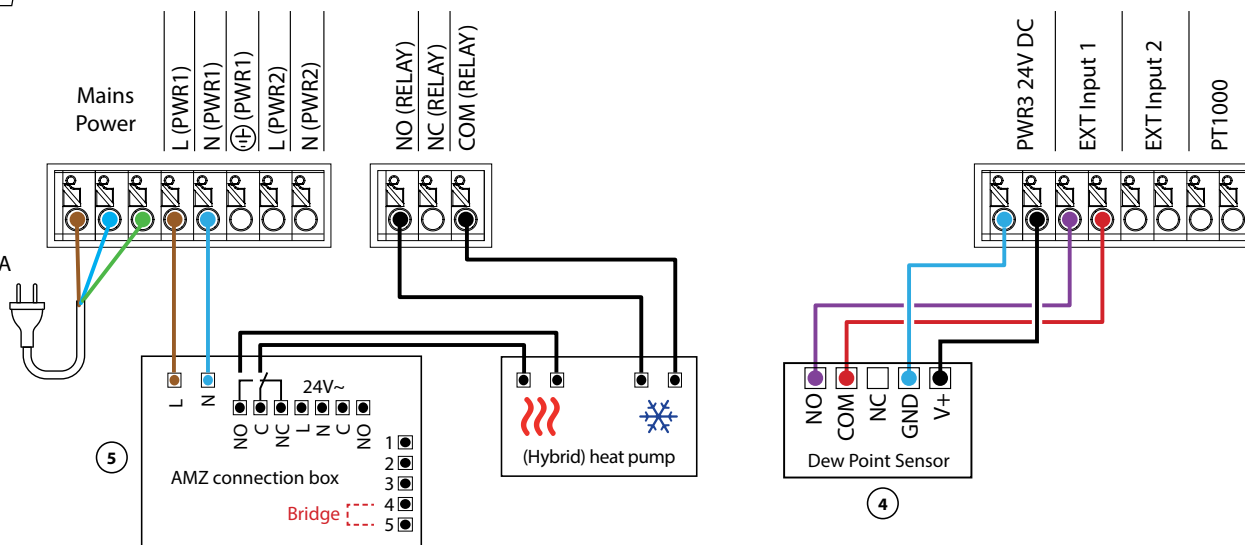 Mains
Power
L (PWR1)
N (PWR1)
(PWR1)
L (PWR2)
N (PWR2)
NO (RELAY)
NC (RELAY)
COM (RELAY)
PWR3 24V DC
EXT Input 1
EXT Input 2
PT1000
A
L
N
24V~
NO
C
NC
L
N
C
NO
1
2
3
4
5
AMZ connection box
Bridge
5
(Hybrid) heat pump
NO
COM
NC
GND
V+
Dew Point Sensor
4